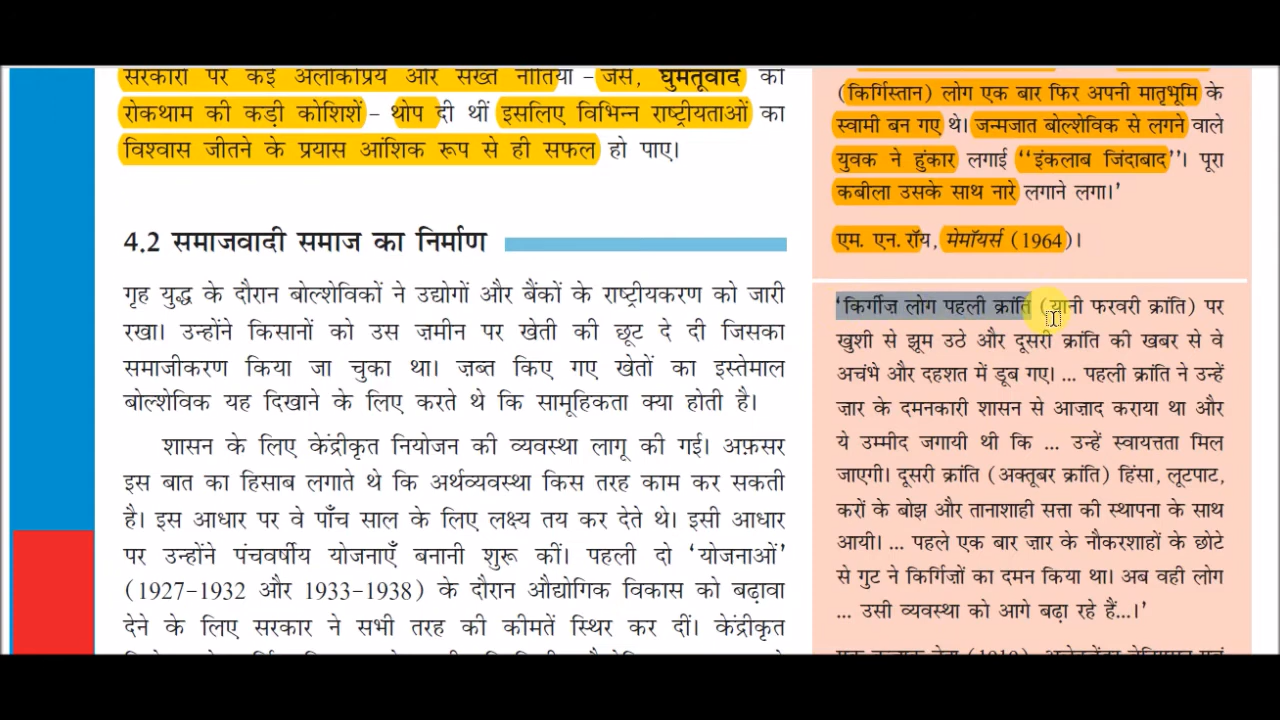 सरकारों पर कई अलोकप्रिय और सख्त नीतियाँ – जैसे, घुमंतूवाद की
रोकथाम की कड़ी कोशिशें – थोप दी थीं इसलिए विभिन्न राष्ट्रीयताओं का
विश्वास जीतने के प्रयास आंशिक रूप से ही सफल हो पाए।
4.2 समाजवादी समाज का निर्माण
गृह युद्ध के दौरान बोल्शेविकों ने उद्योगों और बैंकों के राष्ट्रीयकरण को जारी
रखा। उन्होंने किसानों को उस ज़मीन पर खेती की छूट दे दी जिसका
समाजीकरण किया जा चुका था। ज़ब्त किए गए खेतों का इस्तेमाल
बोल्शेविक यह दिखाने के लिए करते थे कि सामूहिकता क्या होती है।
शासन के लिए केंद्रीकृत नियोजन की व्यवस्था लागू की गई। अफ़सर
इस बात का हिसाब लगाते थे कि अर्थव्यवस्था किस तरह काम कर सकती
है। इस आधार पर वे पाँच साल के लिए लक्ष्य तय कर देते थे। इसी आधार
पर उन्होंने पंचवर्षीय योजनाएँ बनानी शुरू कीं। पहली दो ‘योजनाओं’
(1927–1932 और 1933–1938) के दौरान औद्योगिक विकास को बढ़ावा
देने के लिए सरकार ने सभी तरह की कीमतें स्थिर कर दीं। केंद्रीकृत
(किर्गिस्तान) लोग एक बार फिर अपनी मातृभूमि के
स्वामी बन गए थे। जन्मजात बोल्शेविक से लगने वाले
युवक ने हुंकार लगाई ‘‘इंकलाब जिंदाबाद’’। पूरा
कबीला उसके साथ नारे लगाने लगा।’
एम. एन. रॉय, मेमॉयर्स (1964)।
‘किर्गीज़ लोग पहली क्रांति (यानी फरवरी क्रांति) पर
खुशी से झूम उठे और दूसरी क्रांति की खबर से वे
अचंभे और दहशत में डूब गए। ... पहली क्रांति ने उन्हें
ज़ार के दमनकारी शासन से आज़ाद कराया था और
ये उम्मीद जगायी थी कि ... उन्हें स्वायत्तता मिल
जाएगी। दूसरी क्रांति (अक्तूबर क्रांति) हिंसा, लूटपाट,
करों के बोझ और तानाशाही सत्ता की स्थापना के साथ
आयी। ... पहले एक बार ज़ार के नौकरशाहों के छोटे
से गुट ने किर्गिज़ों का दमन किया था। अब वही लोग
... उसी व्यवस्था को आगे बढ़ा रहे हैं...।’